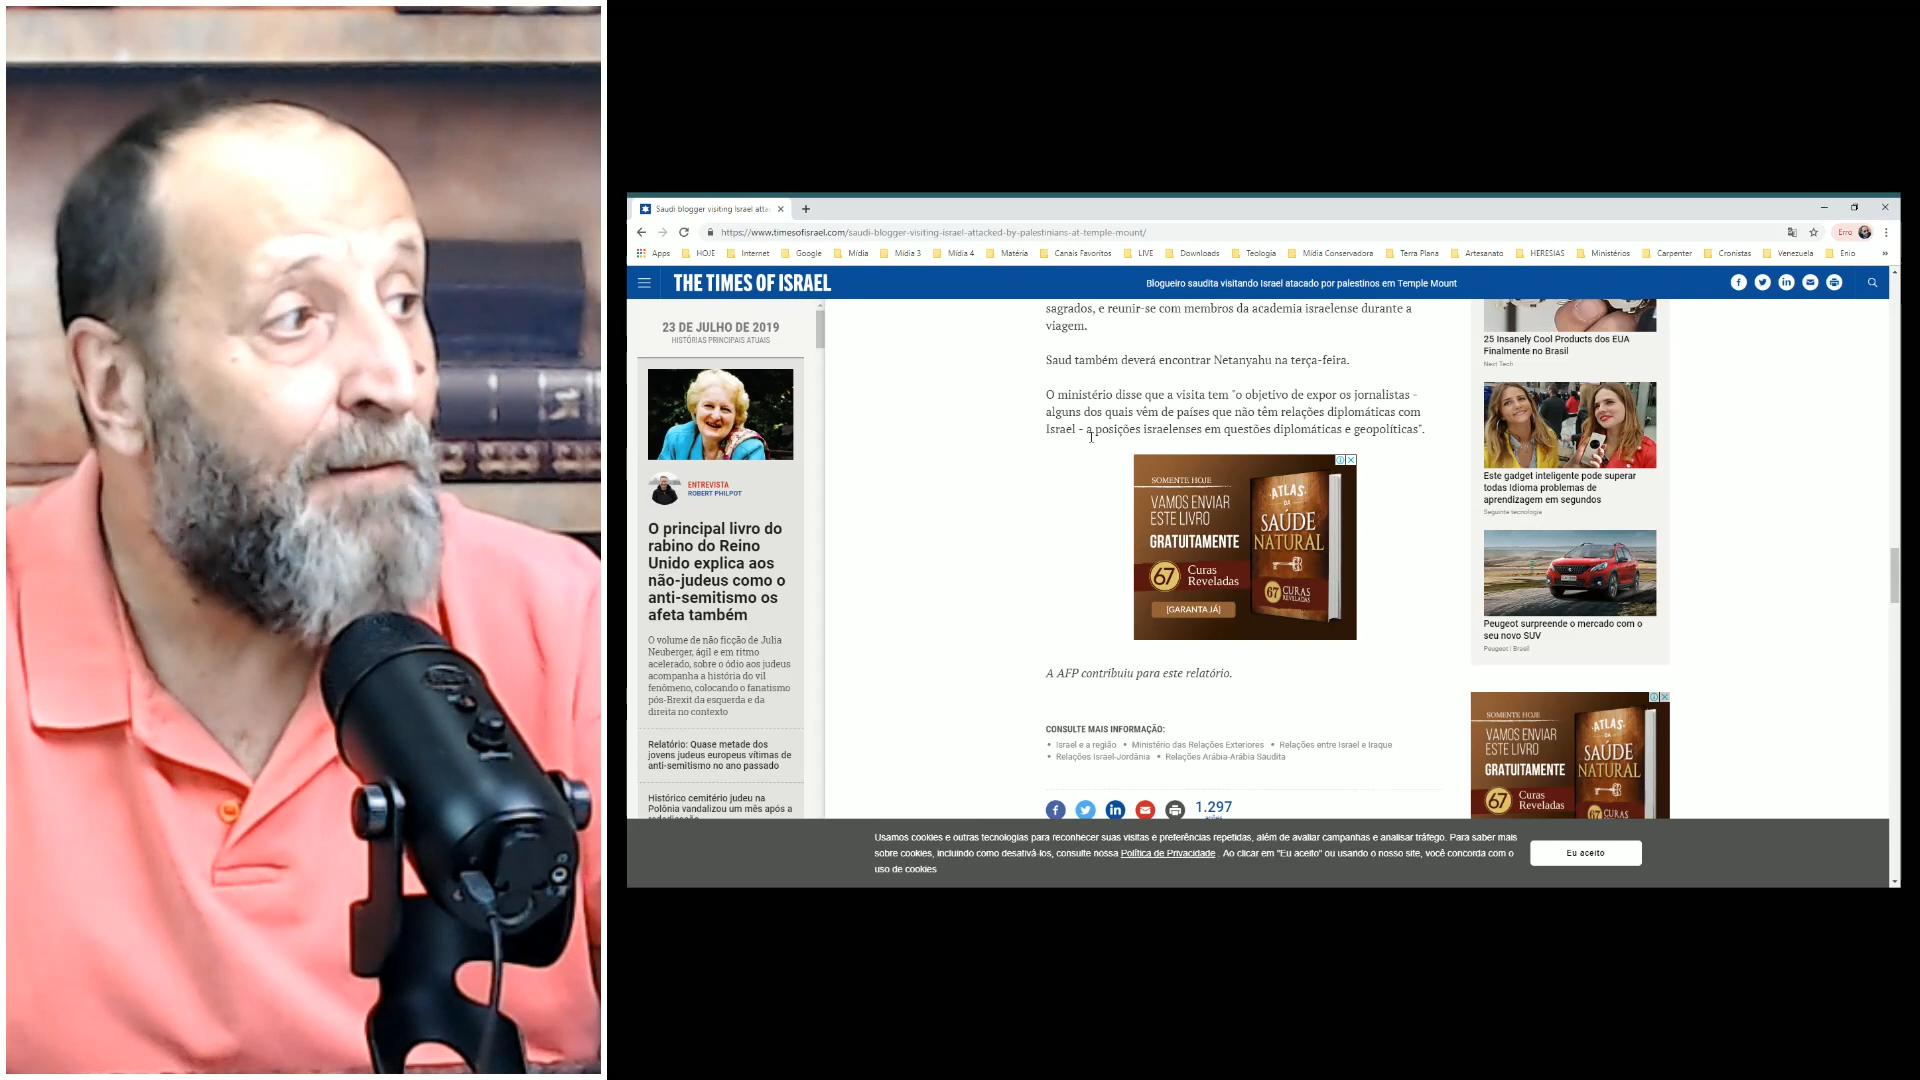 Saudi blogger visiting Israel atta
https://www.timesofisrael.com/saudi-blogger-visiting-israel-attacked-by-palestinians-at-temple-mount/
Erro
Apps HOJE Internet Google Mídia Mídia 3 Mídia 4 Matéria Canais Favoritos LIVE Downloads Teologia Mídia Conservadora Terra Plana Artesanato HERESIAS Ministérios Carpenter Cronistas Venezuela Enio »
THE TIMES OF ISRAEL
Blogueiro saudita visitando Israel atacado por palestinos em Temple Mount
23 DE JULHO DE 2019
HISTÓRIAS PRINCIPAIS ATUAIS
ENTREVISTA
ROBERT PHILPOT
O principal livro do
rabino do Reino
Unido explica aos
não-judeus como o
anti-semitismo os
afeta também
O volume de não ficção de Julia
Neuberger, ágil e em ritmo
acelerado, sobre o ódio aos judeus
acompanha a história do vil
fenômeno, colocando o fanatismo
pós-Brexit da esquerda e da
direita no contexto
Relatório: Quase metade dos
jovens judeus europeus vítimas de
anti-semitismo no ano passado
Histórico cemitério judeu na
Polônia vandalizou um mês após a
sagrados, e reunir-se com membros da academia israelense durante a
viagem.
Saud também deverá encontrar Netanyahu na terça-feira.
O ministério disse que a visita tem "o objetivo de expor os jornalistas -
alguns dos quais vêm de países que não têm relações diplomáticas com
Israel - a posições israelenses em questões diplomáticas e geopolíticas".
SOMENTE HOJE
VAMOS ENVIAR
ESTE LIVRO
GRATUITAMENTE
67 Curas
Reveladas
[GARANTA JÁ]
ATLAS
DA
SAÚDE
NATURAL
67 CURAS
REVELADAS
A AFP contribuiu para este relatório.
CONSULTE MAIS INFORMAÇÃO:
• Israel e a região • Ministério das Relações Exteriores • Relações entre Israel e Iraque
• Relações Israel-Jordânia • Relações Arábia-Arábia Saudita
1.297
25 Insanely Cool Products dos EUA
Finalmente no Brasil
Next Tech
Este gadget inteligente pode superar
todas Idioma problemas de
aprendizagem em segundos
Seguinte tecnologia
Peugeot surpreende o mercado com o
seu novo SUV
Peugeot | Brasil
SOMENTE HOJE
VAMOS ENVIAR
ESTE LIVRO
GRATUITAMENTE
67 Curas
Reveladas
ATLAS
DA
SAÚDE
NATURAL
67 CURAS
Usamos cookies e outras tecnologias para reconhecer suas visitas e preferências repetidas, além de avaliar campanhas e analisar tráfego. Para saber mais
sobre cookies, incluindo como desativá-los, consulte nossa Política de Privacidade . Ao clicar em "Eu aceito" ou usando o nosso site, você concorda com o
uso de cookies
Eu aceito